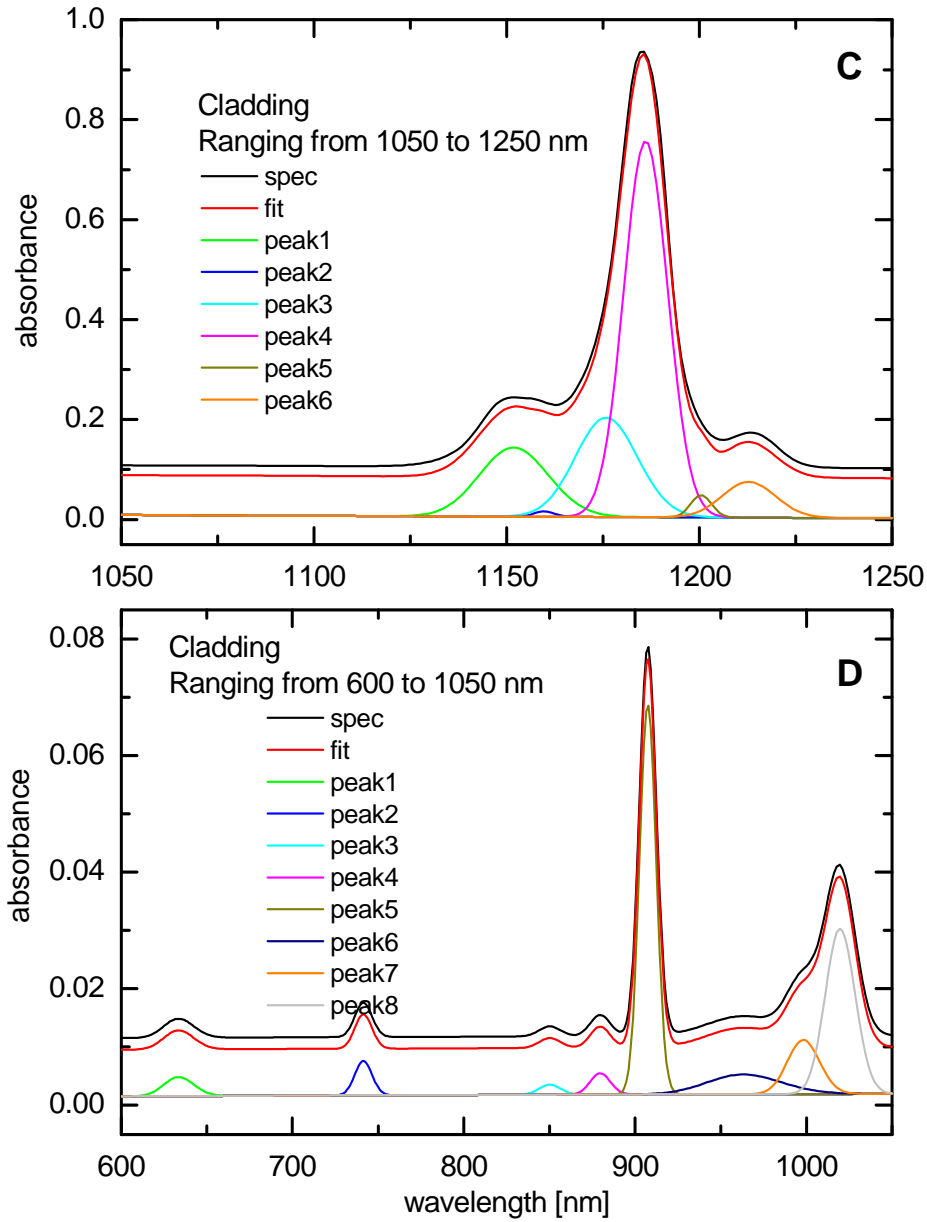 1.0
C
Cladding
Ranging from 1050 to 1250 nm
0.8
spec
fit
0.6
peak1
peak2
absorbance
peak3
0.4
peak4
peak5
peak6
0.2
0.0
1050 1100 1150 1200 1250
0.08
Cladding
D
Ranging from 600 to 1050 nm
spec
fit
0.06
peak1
peak2
absorbance
peak3
0.04
peak4
peak5
peak6
peak7
0.02
peak8
0.00
600 700 800 900 1000
wavelength [nm]